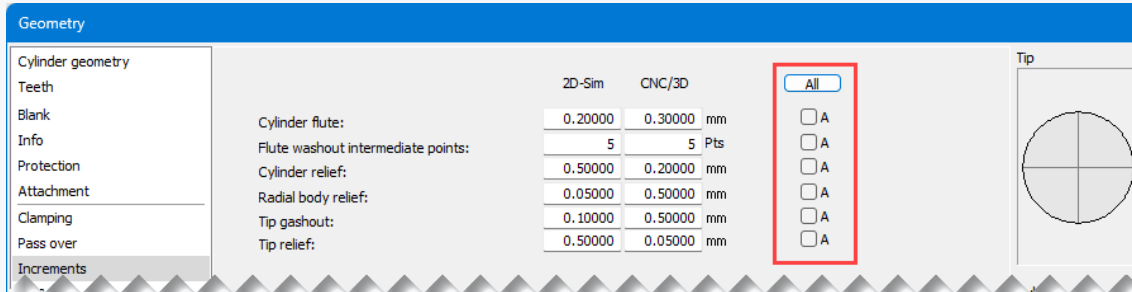 Geometry
Cylinder geometry
Teeth
Blank
Info
Protection
Attachment
Clamping
Pass over
Increments
2D-Sim CNC/3D All
Cylinder flute: 0.20000 0.30000 mm A
Flute washout intermediate points: 5 5 Pts A
Cylinder relief: 0.50000 0.20000 mm A
Radial body relief: 0.05000 0.50000 mm A
Tip gashout: 0.10000 0.50000 mm A
Tip relief: 0.50000 0.05000 mm A
Tip